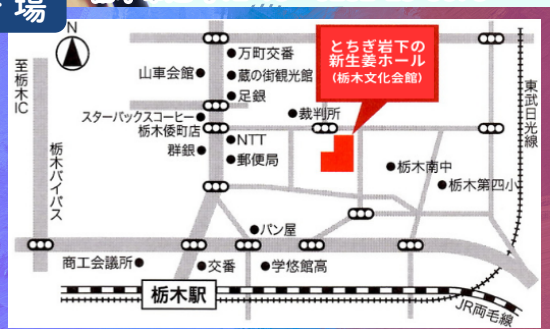 場
N
至栃木IC
山車会館
万町交番
蔵の街観光館
足銀
とちぎ岩下の
新生姜ホール
(栃木文化会館)
東武日光線
スターバックスコーヒー
栃木倭町店
群銀
裁判所
NTT
郵便局
栃木バイパス
栃木南中
栃木第四小
パン屋
商工会議所
交番
学悠館高
栃木駅
JR両毛線